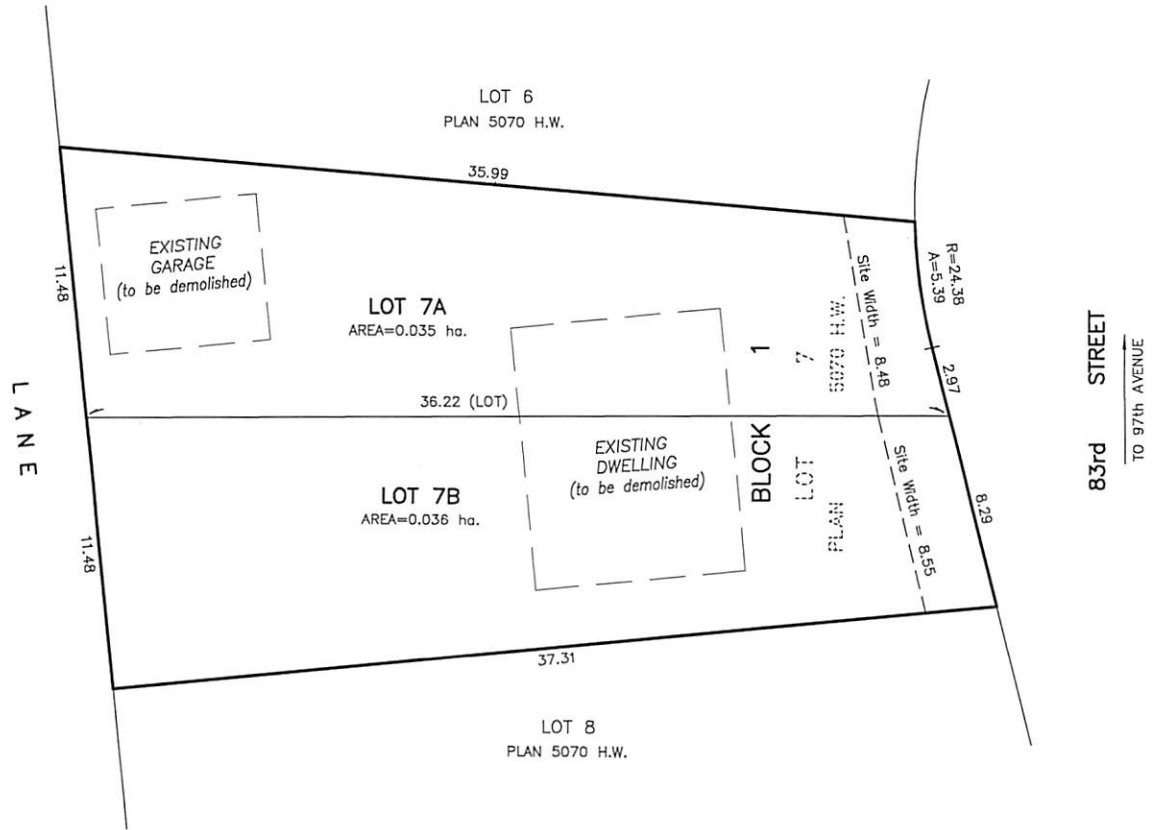 LOT 6
PLAN 5070 H.W.
35.99
EXISTING
GARAGE
(to be demolished)
11.48
LOT 7A
AREA=0.035 ha.
Site Width = 8.48
R=24.38
A=5.39
2.97
36.22 (LOT)
BLOCK 1
LOT 7
PLAN 5070 H.W.
83rd STREET
TO 97th AVENUE
LANE
EXISTING
DWELLING
(to be demolished)
LOT 7B
AREA=0.036 ha.
Site Width = 8.55
8.29
11.48
37.31
LOT 8
PLAN 5070 H.W.